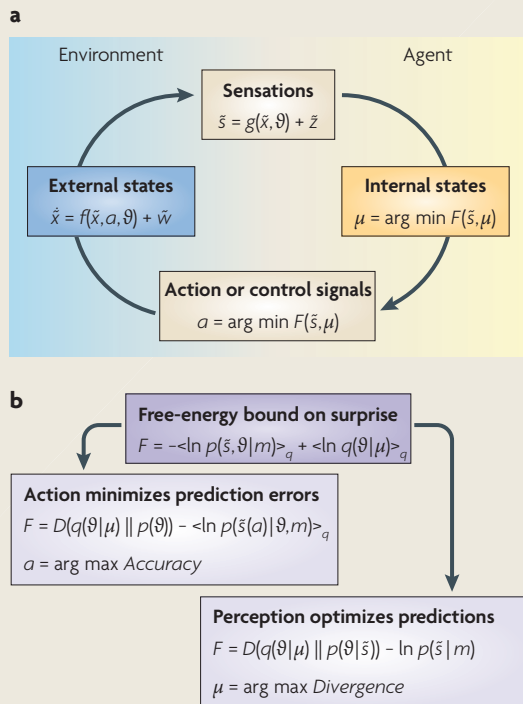 a
Environment
Agent
Sensations
s̃ = g(x̃, ϑ) + z̃
External states
x̃̇ = f(x̃, a, ϑ) + w̃
Internal states
μ = arg min F(s̃, μ)
Action or control signals
a = arg min F(s̃, μ)
b
Free-energy bound on surprise
F = −<ln p(s̃, ϑ | m)>q + <ln q(ϑ | μ)>q
Action minimizes prediction errors
F = D(q(ϑ | μ) || p(ϑ)) − <ln p(s̃(a) | ϑ, m)>q
a = arg max Accuracy
Perception optimizes predictions
F = D(q(ϑ | μ) || p(ϑ | s̃)) − ln p(s̃ | m)
μ = arg max Divergence